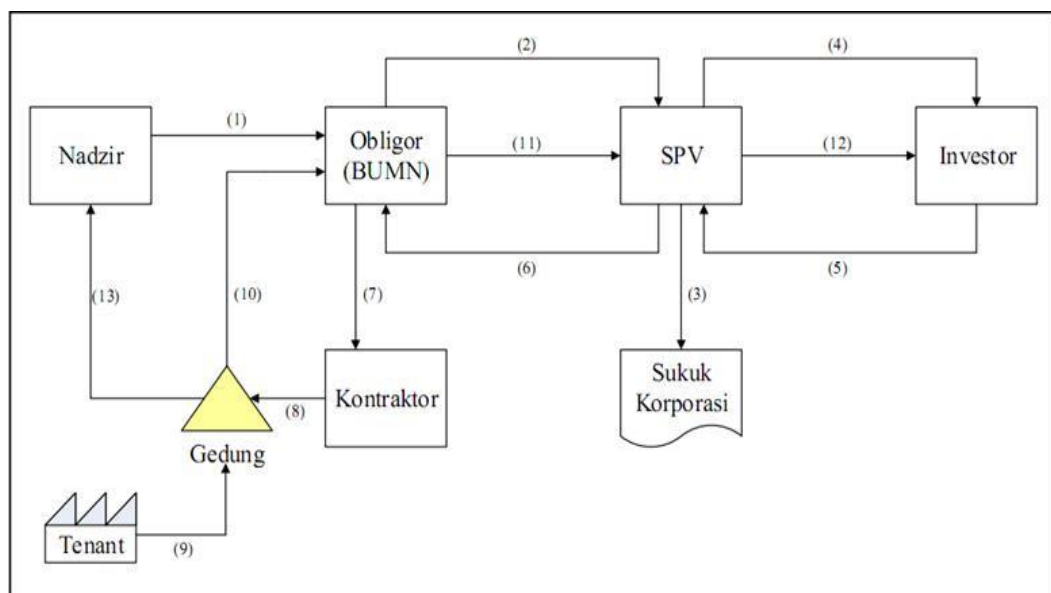 (2)
(4)
Nadzir
(1)
Obligor
(BUMN)
(11)
SPV
(12)
Investor
(6)
(5)
(13)
(10)
(7)
(3)
Kontraktor
Sukuk
Korporasi
(8)
Gedung
Tenant
(9)